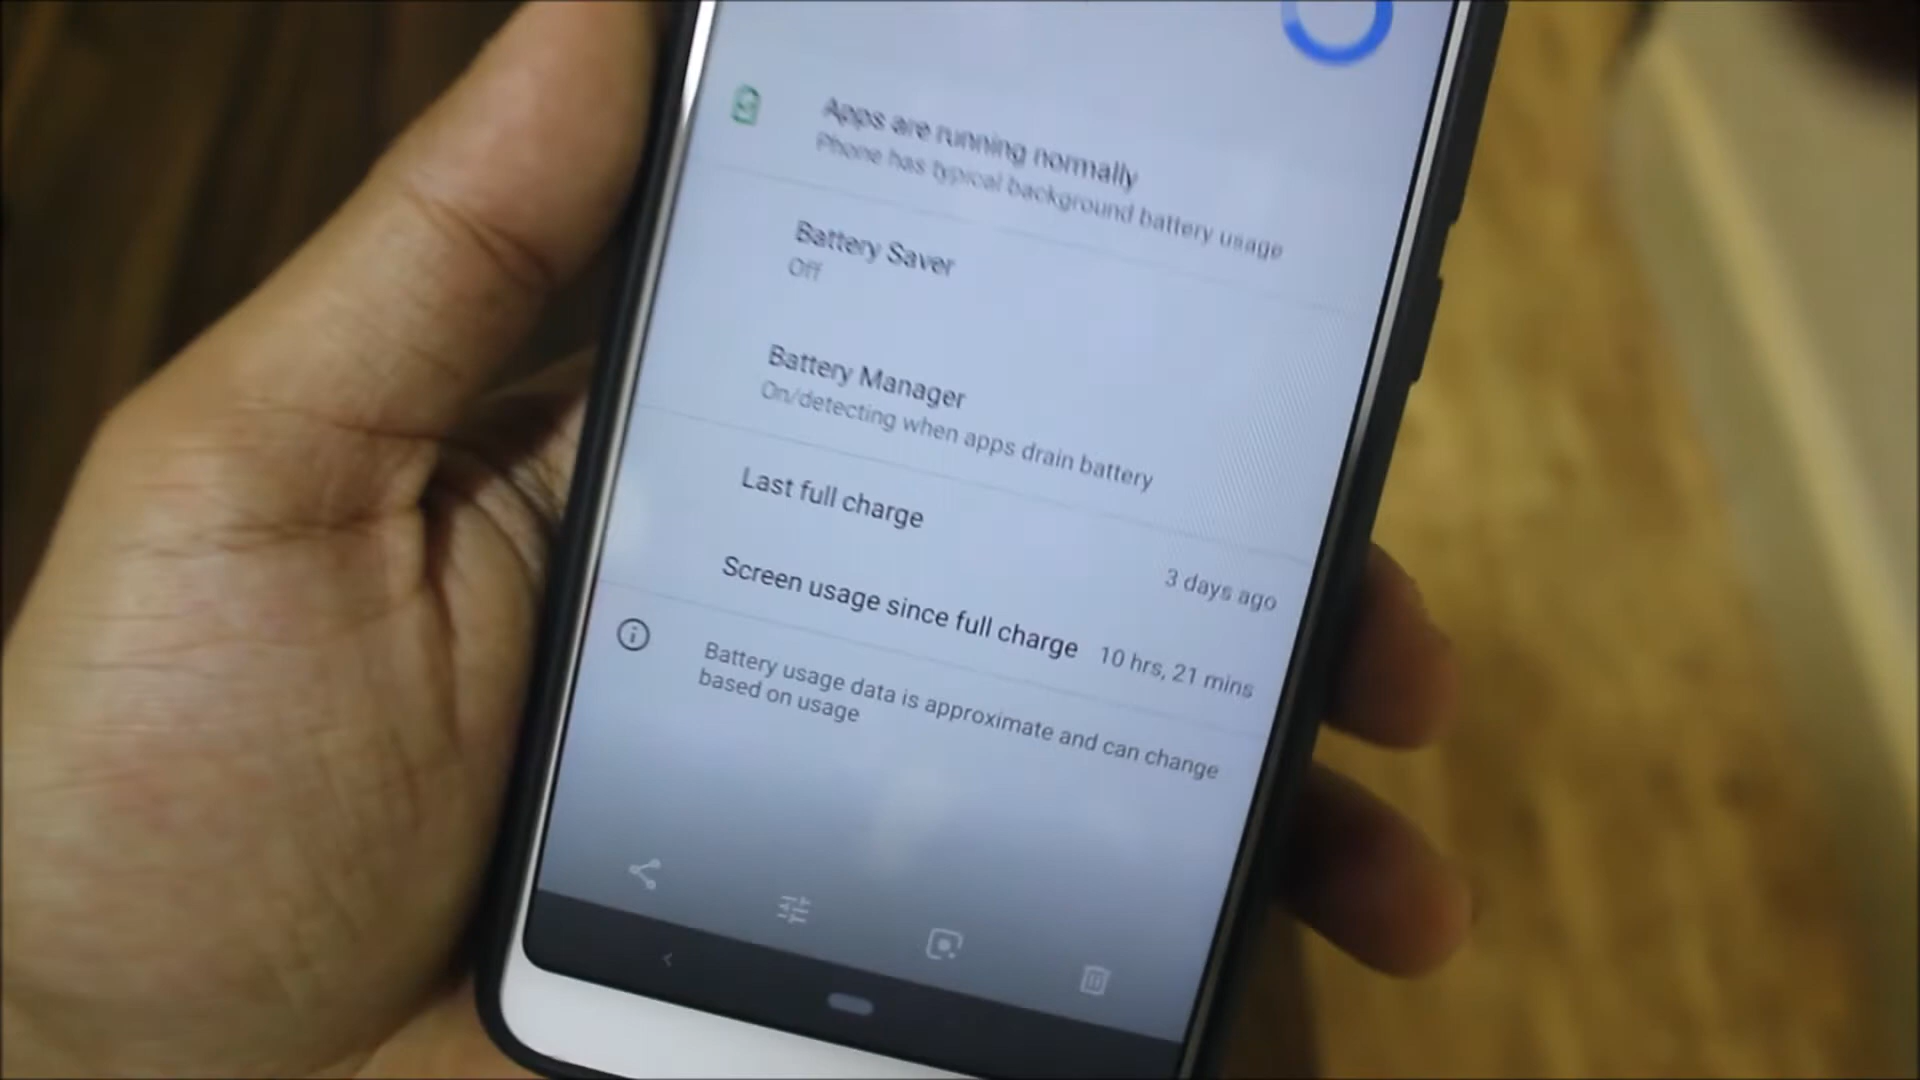 Apps are running normally
Phone has typical background battery usage
Battery Saver
Off
Battery Manager
On/detecting when apps drain battery
Last full charge
3 days ago
Screen usage since full charge 10 hrs, 21 mins
Battery usage data is approximate and can change
based on usage